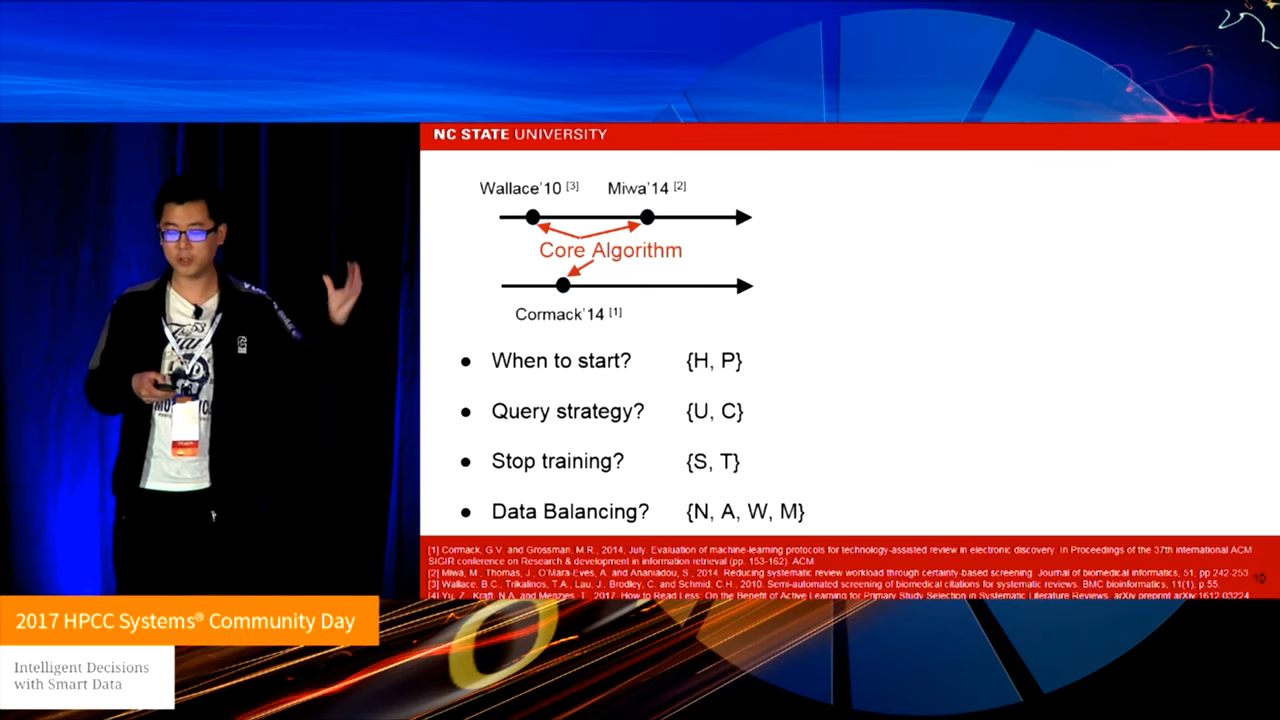 NC STATE UNIVERSITY
Wallace'10 [3] Miwa'14 [2]
Core Algorithm
Cormack'14 [1]
● When to start? {H, P}
● Query strategy? {U, C}
● Stop training? {S, T}
● Data Balancing? {N, A, W, M}
[1] Cormack, G.V. and Grossman, M.R., 2014, July. Evaluation of machine-learning protocols for technology-assisted review in electronic discovery. In Proceedings of the 37th international ACM
SIGIR conference on Research & development in information retrieval (pp. 153-162). ACM.
[2] Miwa, M., Thomas, J., O'Mara-Eves, A. and Ananiadou, S., 2014. Reducing systematic review workload through certainty-based screening. Journal of biomedical informatics, 51, pp.242-253.
10
[3] Wallace, B.C., Trikalinos, T.A., Lau, J., Brodley, C. and Schmid, C.H., 2010. Semi-automated screening of biomedical citations for systematic reviews. BMC bioinformatics, 11(1), p.55.
[4] Yu, Z., Kraft, N.A. and Menzies, T., 2017. How to Read Less: On the Benefit of Active Learning for Primary Study Selection in Systematic Literature Reviews. arXiv preprint arXiv:1612.03224
2017 HPCC Systems® Community Day
Intelligent Decisions
with Smart Data